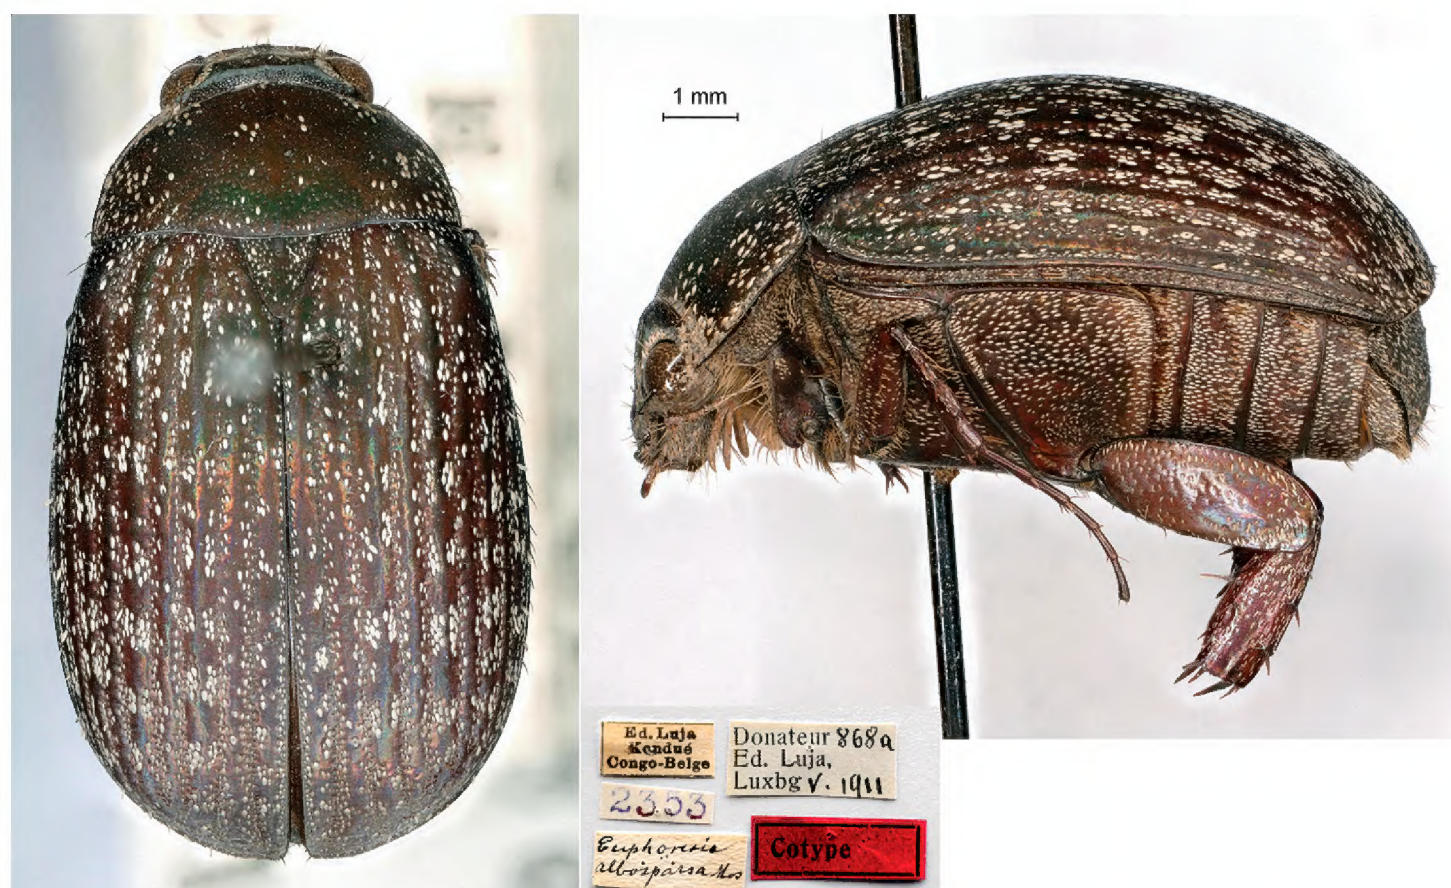 1 mm
Ed. Luja
Kondué
Congo-Belge
Donateur 868a
Ed. Luja,
Luxbg V. 1911
2353
Euphoresia
albosparsa Mos
Cotype